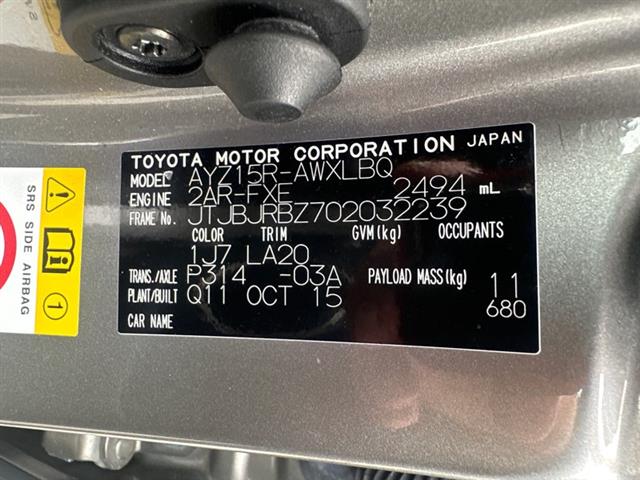 TOYOTA MOTOR CORPORATION JAPAN
MODEL AYZ15R-AWXLBQ
ENGINE 2AR-FXE 2494 mL
FRAME No. JTJBJRBZ702032239
COLOR TRIM GVM(kg) OCCUPANTS
1J7 LA20
TRANS./AXLE P314 -03A PAYLOAD MASS(kg) 11
PLANT/BUILT Q11 OCT 15 680
CAR NAME
SRS SIDE AIRBAG
i
1